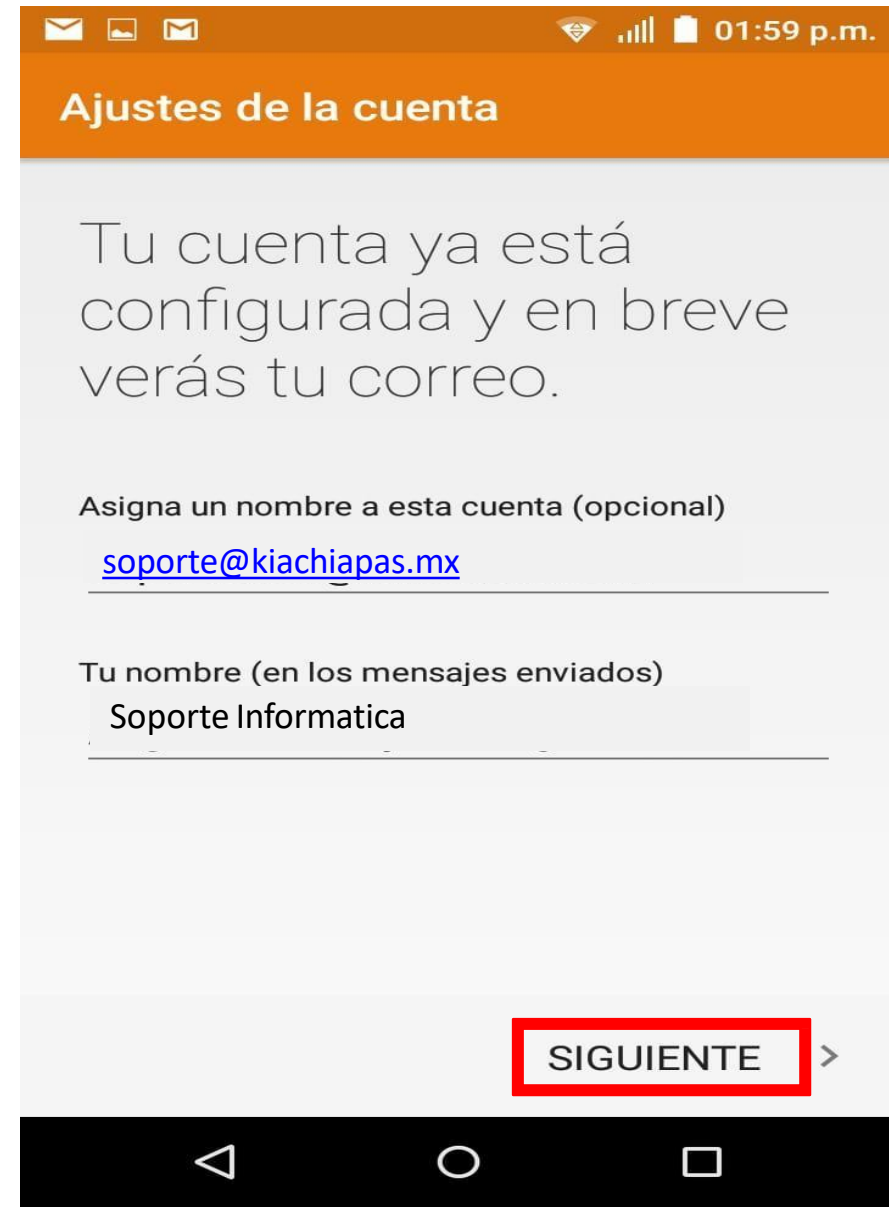 01:59 p.m.
Ajustes de la cuenta
Tu cuenta ya está
configurada y en breve
verás tu correo.
Asigna un nombre a esta cuenta (opcional)
soporte@kiachiapas.mx
Tu nombre (en los mensajes enviados)
Soporte Informatica
SIGUIENTE >